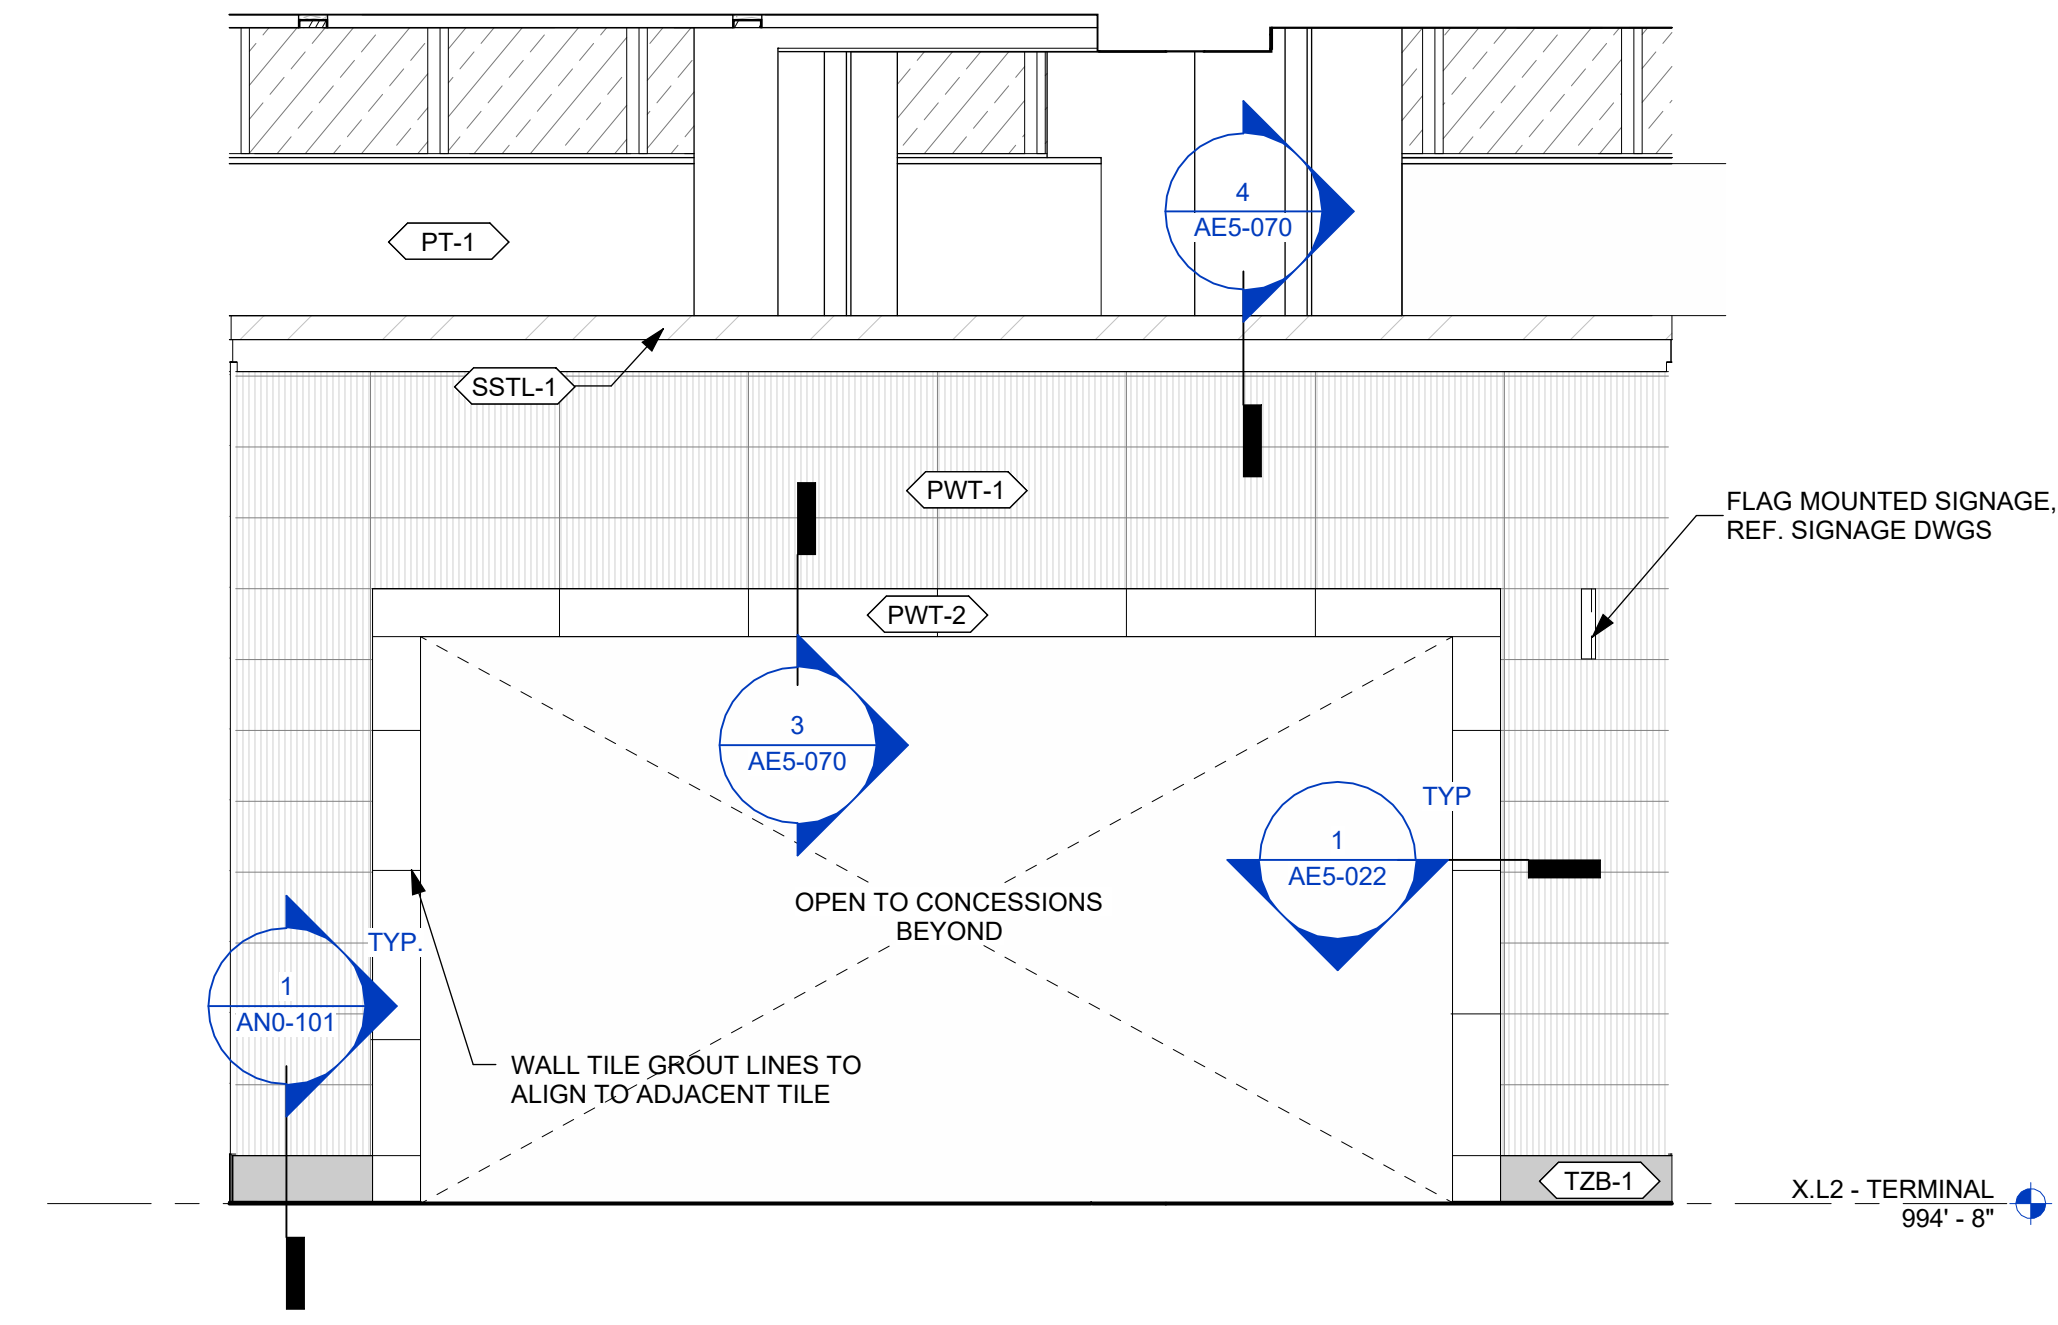 4
AE5-070
PT-1
SSTL-1
PWT-1
FLAG MOUNTED SIGNAGE,
REF. SIGNAGE DWGS
PWT-2
3
AE5-070
TYP
1
AE5-022
OPEN TO CONCESSIONS
BEYOND
TYP.
1
AN0-101
WALL TILE GROUT LINES TO
ALIGN TO ADJACENT TILE
TZB-1
X.L2 - TERMINAL
994' - 8"